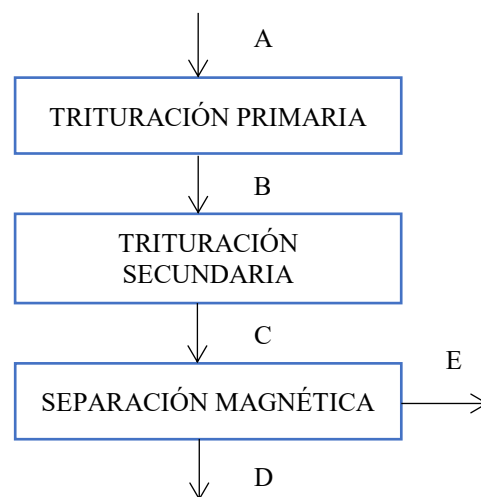 A
TRITURACIÓN PRIMARIA
B
TRITURACIÓN
SECUNDARIA
C
E
SEPARACIÓN MAGNÉTICA
D